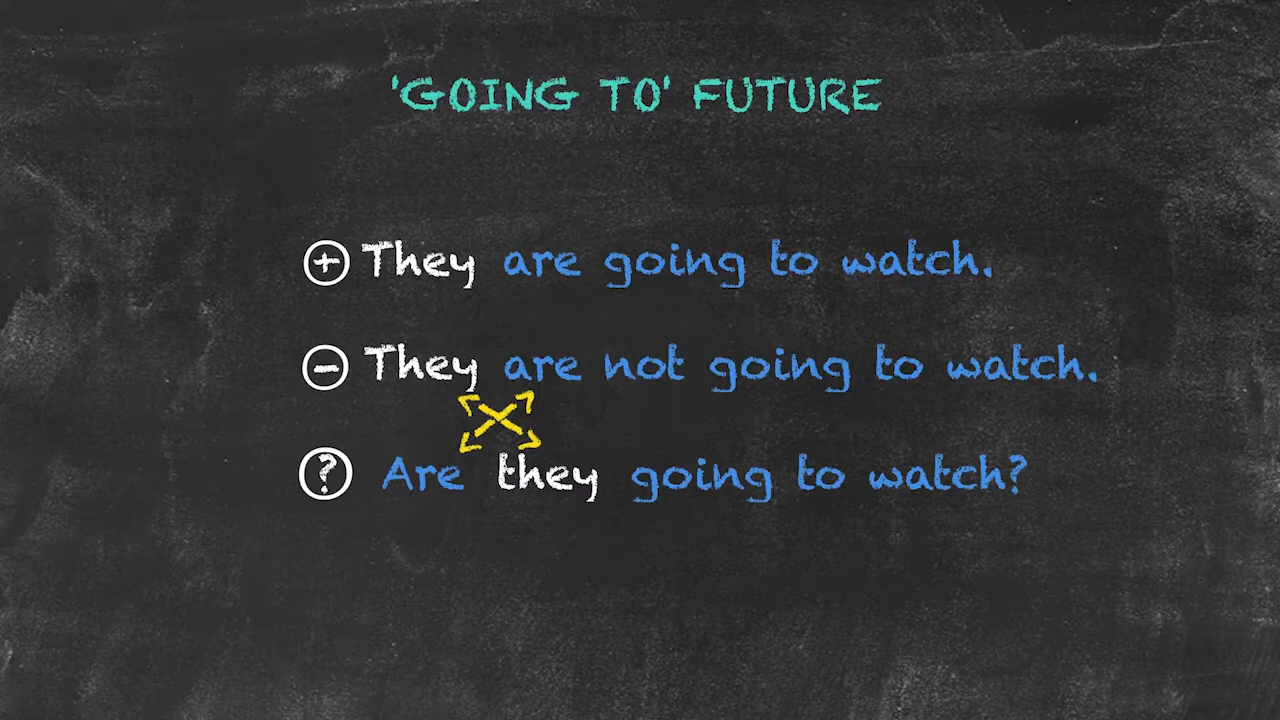 'GOING TO' FUTURE
+ They are going to watch.
- They are not going to watch.
? Are they going to watch?